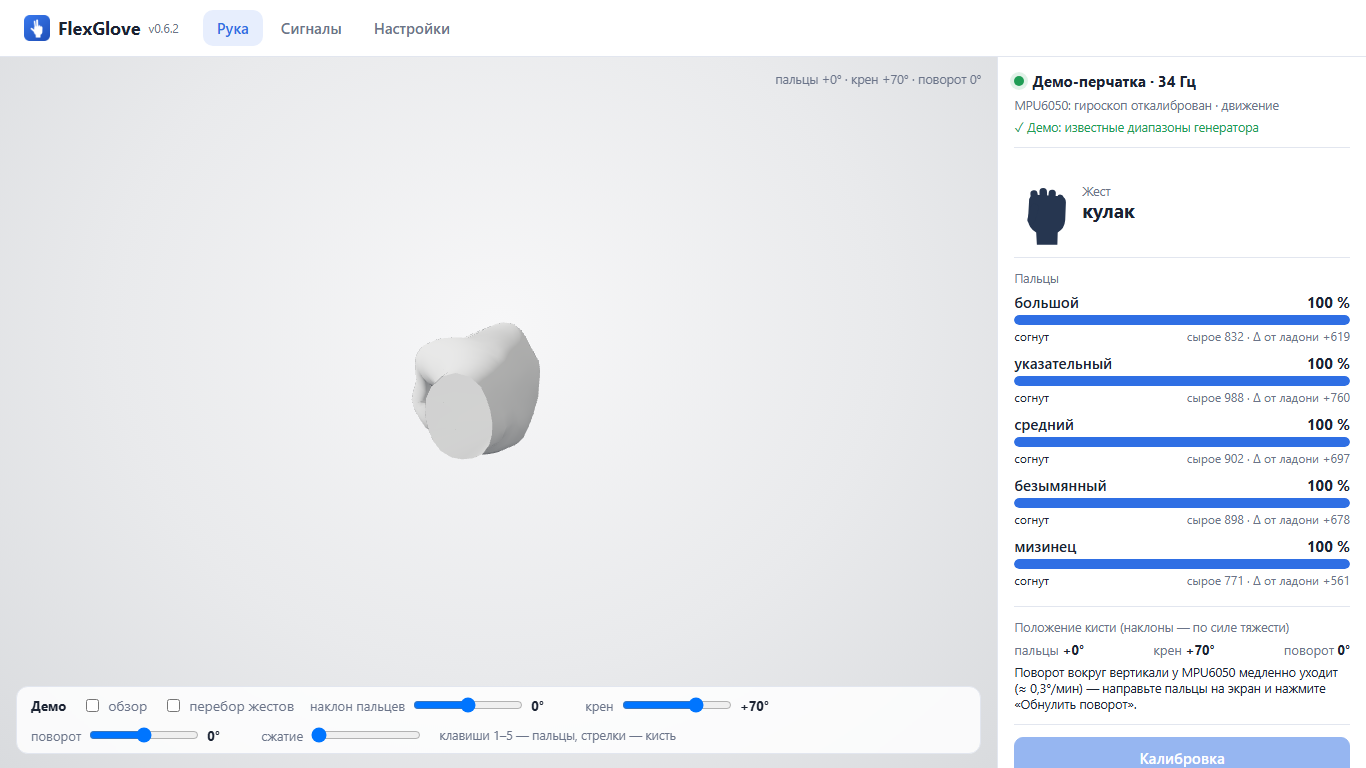 FlexGlove v0.6.2 Рука Сигналы Настройки
пальцы +0° · крен +70° · поворот 0°
Демо-перчатка · 34 Гц
MPU6050: гироскоп откалиброван · движение
✓ Демо: известные диапазоны генератора
Жест
кулак
Пальцы
большой 100 %
согнут сырое 832 · Δ от ладони +619
указательный 100 %
согнут сырое 988 · Δ от ладони +760
средний 100 %
согнут сырое 902 · Δ от ладони +697
безымянный 100 %
согнут сырое 898 · Δ от ладони +678
мизинец 100 %
согнут сырое 771 · Δ от ладони +561
Положение кисти (наклоны — по силе тяжести)
пальцы +0° крен +70° поворот 0°
Поворот вокруг вертикали у MPU6050 медленно уходит
(≈ 0,3°/мин) — направьте пальцы на экран и нажмите
«Обнулить поворот».
Калибровка
Демо обзор перебор жестов наклон пальцев 0° крен +70°
поворот 0° сжатие клавиши 1–5 — пальцы, стрелки — кисть